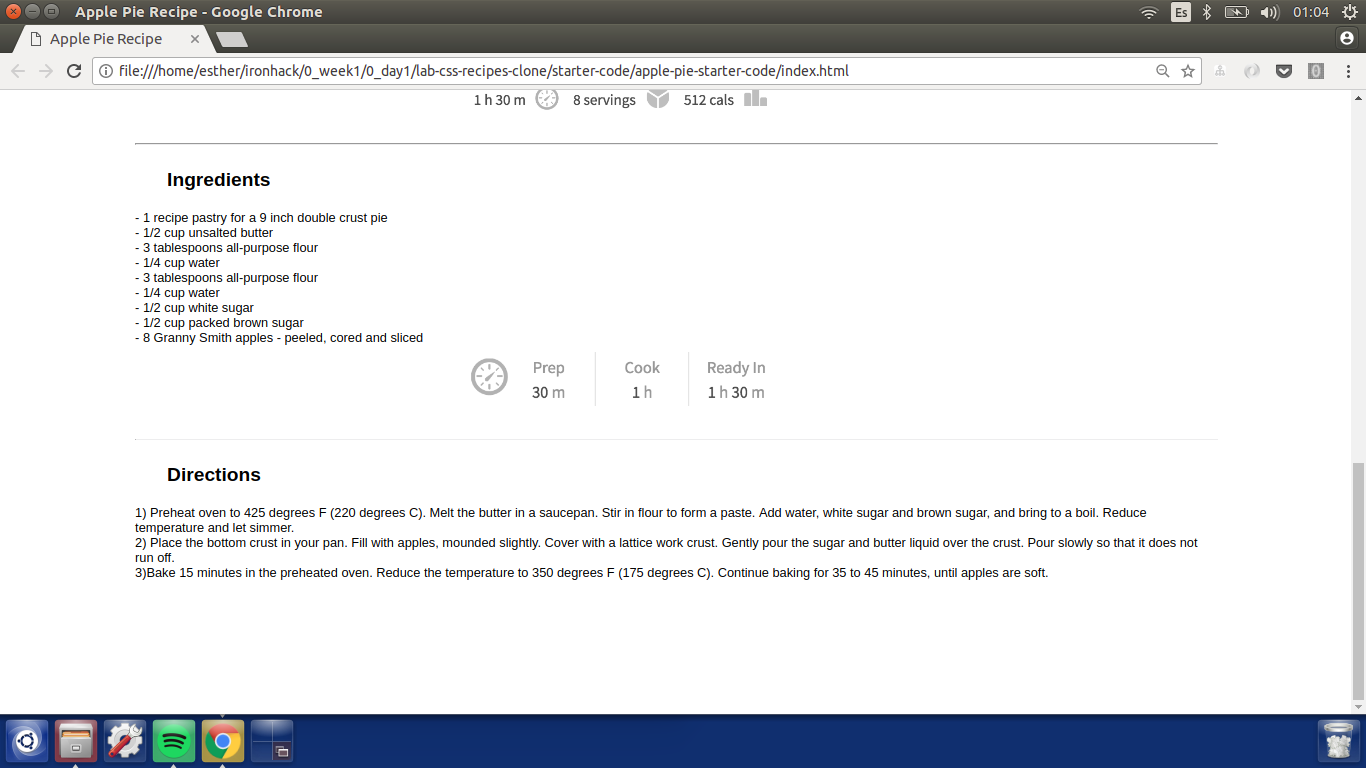 Apple Pie Recipe - Google Chrome
Es
01:04
Apple Pie Recipe
file:///home/esther/ironhack/0_week1/0_day1/lab-css-recipes-clone/starter-code/apple-pie-starter-code/index.html
1 h 30 m 8 servings 512 cals
Ingredients
- 1 recipe pastry for a 9 inch double crust pie
- 1/2 cup unsalted butter
- 3 tablespoons all-purpose flour
- 1/4 cup water
- 3 tablespoons all-purpose flour
- 1/4 cup water
- 1/2 cup white sugar
- 1/2 cup packed brown sugar
- 8 Granny Smith apples - peeled, cored and sliced
Prep Cook Ready In
30 m 1 h 1 h 30 m
Directions
1) Preheat oven to 425 degrees F (220 degrees C). Melt the butter in a saucepan. Stir in flour to form a paste. Add water, white sugar and brown sugar, and bring to a boil. Reduce
temperature and let simmer.
2) Place the bottom crust in your pan. Fill with apples, mounded slightly. Cover with a lattice work crust. Gently pour the sugar and butter liquid over the crust. Pour slowly so that it does not
run off.
3)Bake 15 minutes in the preheated oven. Reduce the temperature to 350 degrees F (175 degrees C). Continue baking for 35 to 45 minutes, until apples are soft.